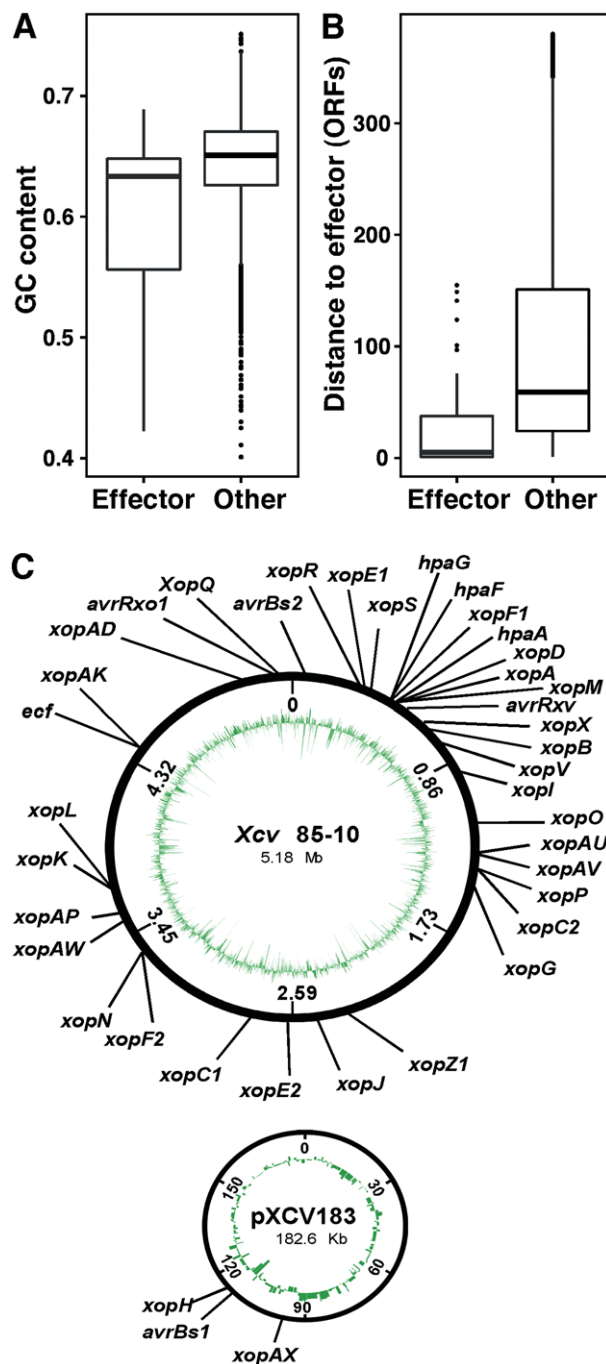 A
B
GC content
0.7
0.6
0.5
0.4
Effector Other
Distance to effector (ORFs)
300
200
100
0
Effector Other
C
XopQ
avrRxo1
xopAD
xopAK
ecf
xopL
xopK
xopAP
xopAW
xopN
xopF2
xopC1
xopE2
xopJ
xopZ1
avrBs2
xopR
xopE1
xopS
hpaG
hpaF
xopF1
hpaA
xopD
xopA
xopM
avrRxv
xopX
xopB
xopV
xopI
xopO
xopAU
xopAV
xopP
xopC2
xopG
0
0.86
1.73
2.59
3.45
4.32
Xcv 85-10
5.18 Mb
0
30
60
90
120
150
pXCV183
182.6 Kb
xopH
avrBs1
xopAX